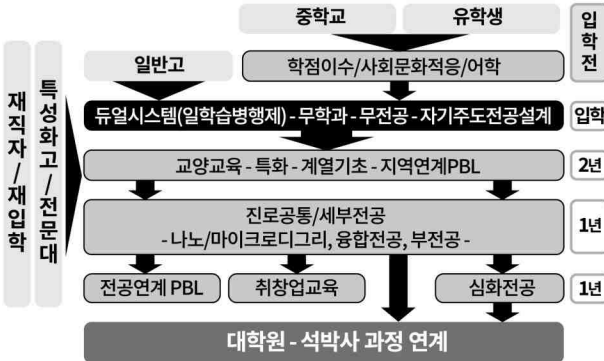 중학교
유학생
입학전
일반고
학점이수/사회문화적응/어학
재직자/재입학
특성화고/전문대
듀얼시스템(일학습병행제) - 무학과 - 무전공 - 자기주도전공설계
입학
교양교육 - 특화 - 계열기초 - 지역연계PBL
2년
진로공통/세부전공
- 나노/마이크로디그리, 융합전공, 부전공 -
1년
전공연계 PBL
취창업교육
심화전공
1년
대학원 - 석박사 과정 연계